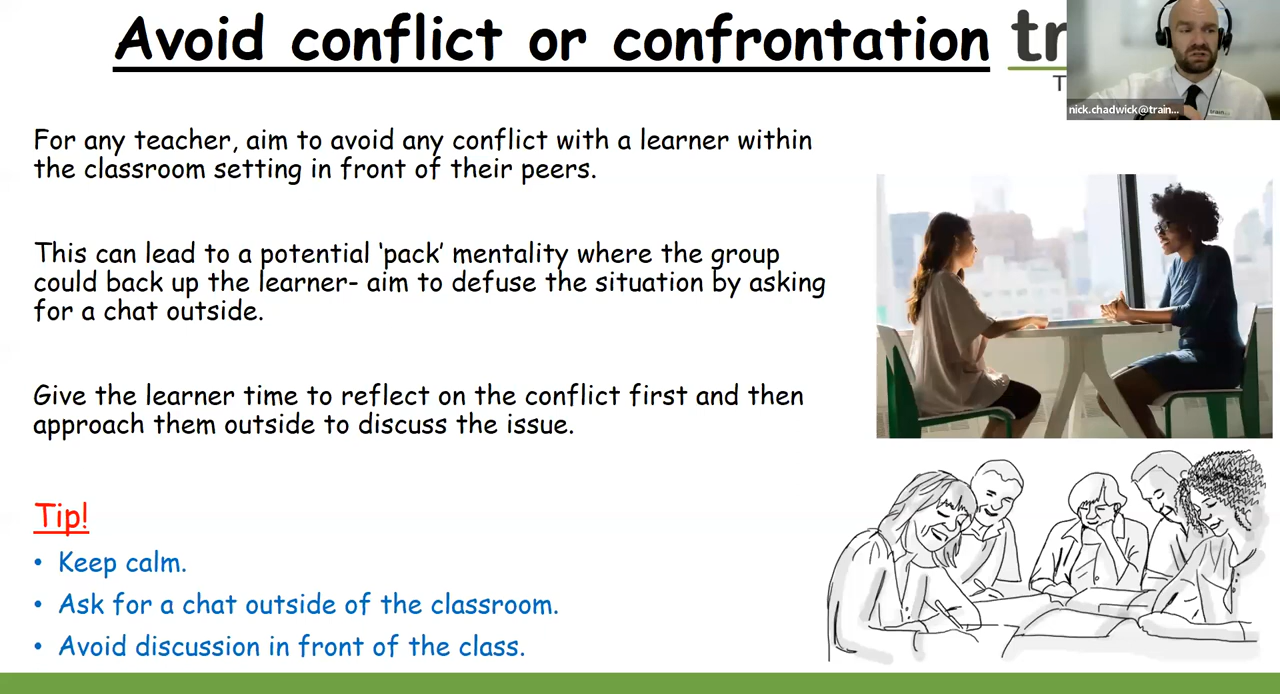 Avoid conflict or confrontation
nick.chadwick@train...
For any teacher, aim to avoid any conflict with a learner within
the classroom setting in front of their peers.
This can lead to a potential ‘pack’ mentality where the group
could back up the learner- aim to defuse the situation by asking
for a chat outside.
Give the learner time to reflect on the conflict first and then
approach them outside to discuss the issue.
Tip!
• Keep calm.
• Ask for a chat outside of the classroom.
• Avoid discussion in front of the class.